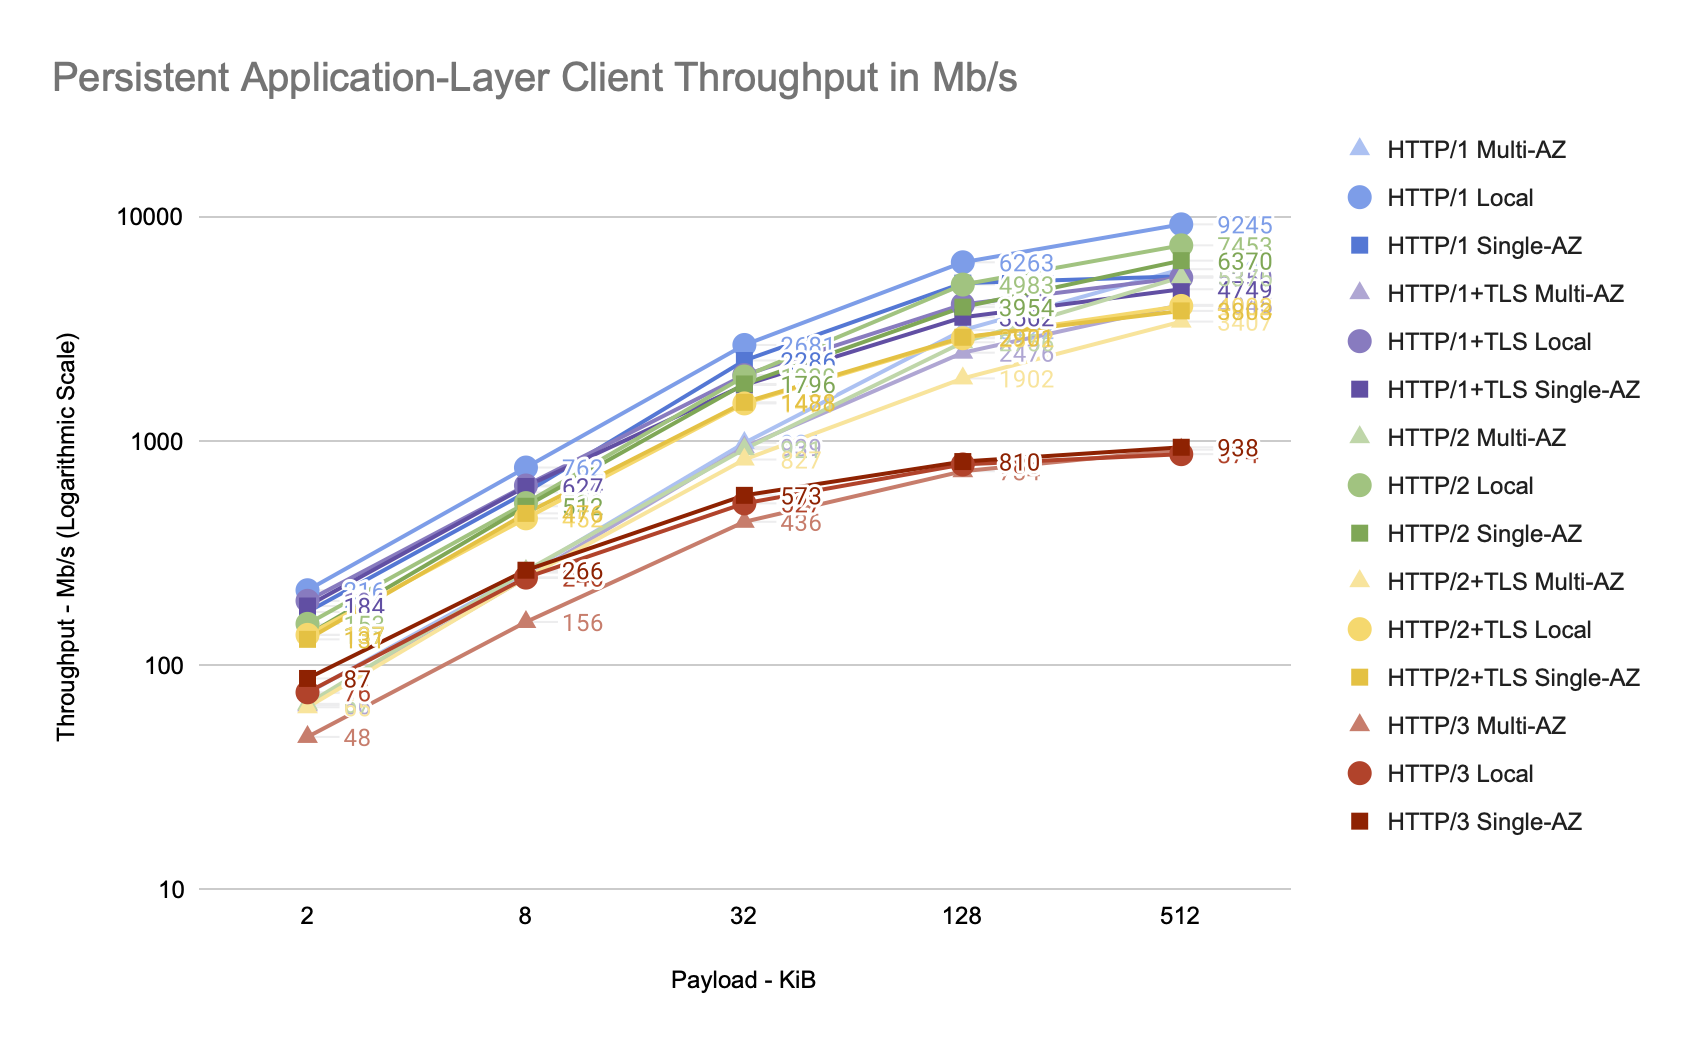 Persistent Application-Layer Client Throughput in Mb/s
Throughput - Mb/s (Logarithmic Scale)
10000
1000
100
10
2
8
32
128
512
Payload - KiB
216
184
153
131
87
76
48
762
627
512
476
266
156
2681
2286
1796
1488
827
573
436
6263
4983
3954
2476
1902
810
9245
7453
6370
4749
3407
938
HTTP/1 Multi-AZ
HTTP/1 Local
HTTP/1 Single-AZ
HTTP/1+TLS Multi-AZ
HTTP/1+TLS Local
HTTP/1+TLS Single-AZ
HTTP/2 Multi-AZ
HTTP/2 Local
HTTP/2 Single-AZ
HTTP/2+TLS Multi-AZ
HTTP/2+TLS Local
HTTP/2+TLS Single-AZ
HTTP/3 Multi-AZ
HTTP/3 Local
HTTP/3 Single-AZ